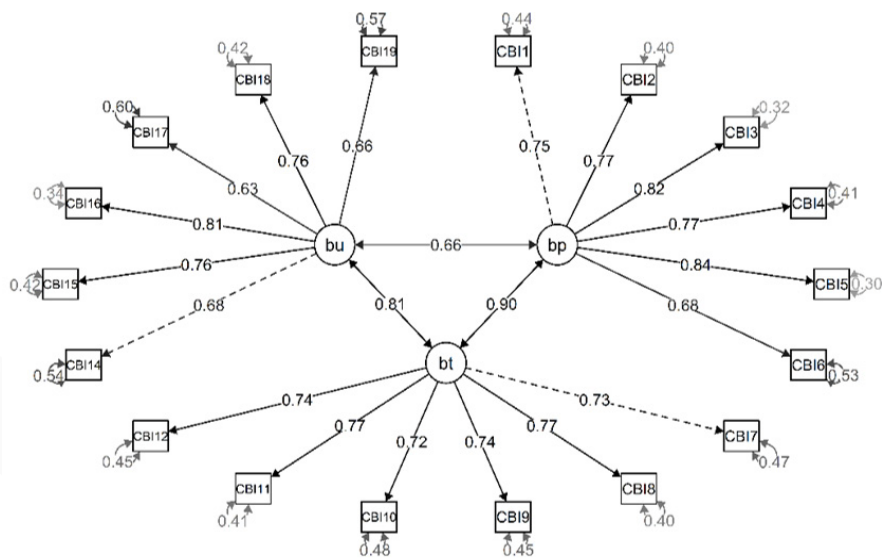 0.57
0.44
CBI19
CBI1
0.42
0.40
CBI18
CBI2
0.60
0.32
CBI17
CBI3
0.66
0.75
0.76
0.77
0.63
0.82
0.34
CBI16
0.41
CBI4
0.81
0.77
bu
0.66
bp
0.76
0.84
0.42
CBI15
CBI5
0.30
0.68
0.81
0.90
0.68
CBI14
0.54
bt
CBI6
0.53
0.74
0.73
0.77
0.72
0.74
0.77
CBI12
0.45
CBI7
0.47
CBI11
0.41
CBI8
0.40
CBI10
0.48
CBI9
0.45